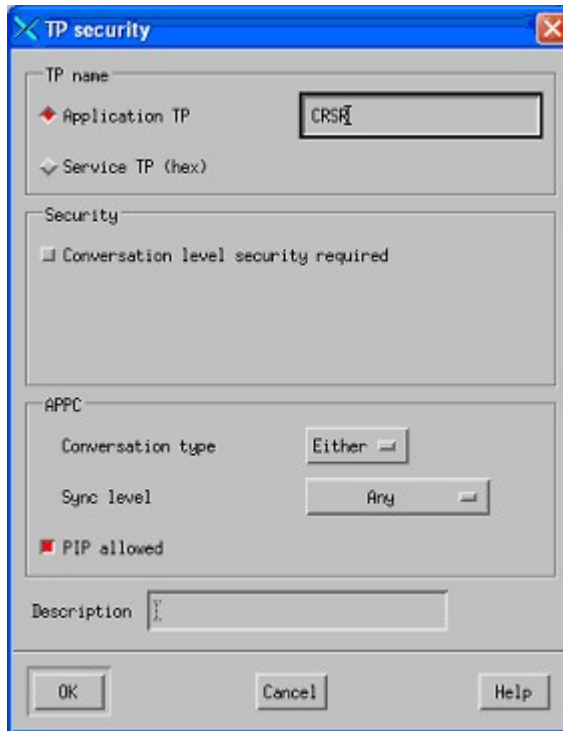 TP security
TP name
Application TP CRSR
Service TP (hex)
Security
Conversation level security required
APPC
Conversation type Either
Sync level Any
PIP allowed
Description
OK Cancel Help